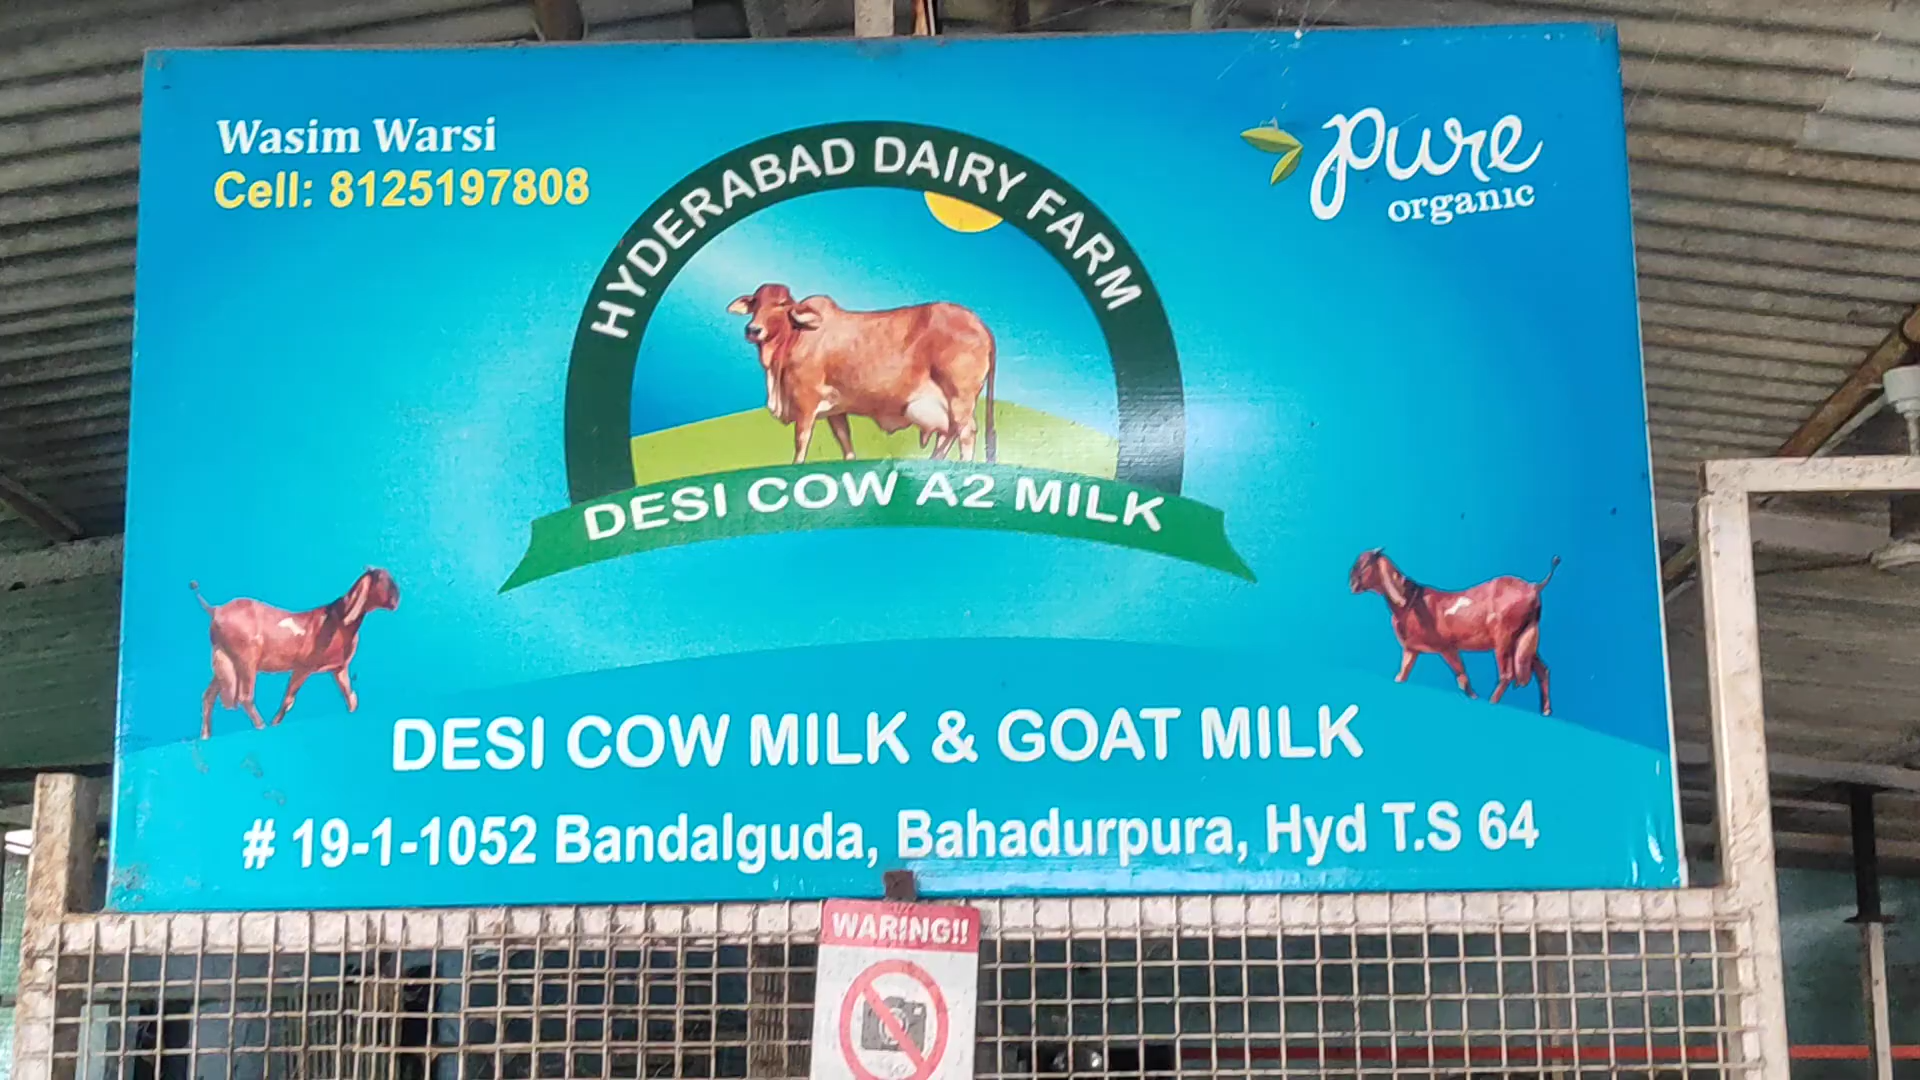 Wasim Warsi
Cell: 8125197808
pure
organic
HYDERABAD DAIRY FARM
DESI COW A2 MILK
DESI COW MILK & GOAT MILK
# 19-1-1052 Bandalguda, Bahadurpura, Hyd T.S 64
WARING!!